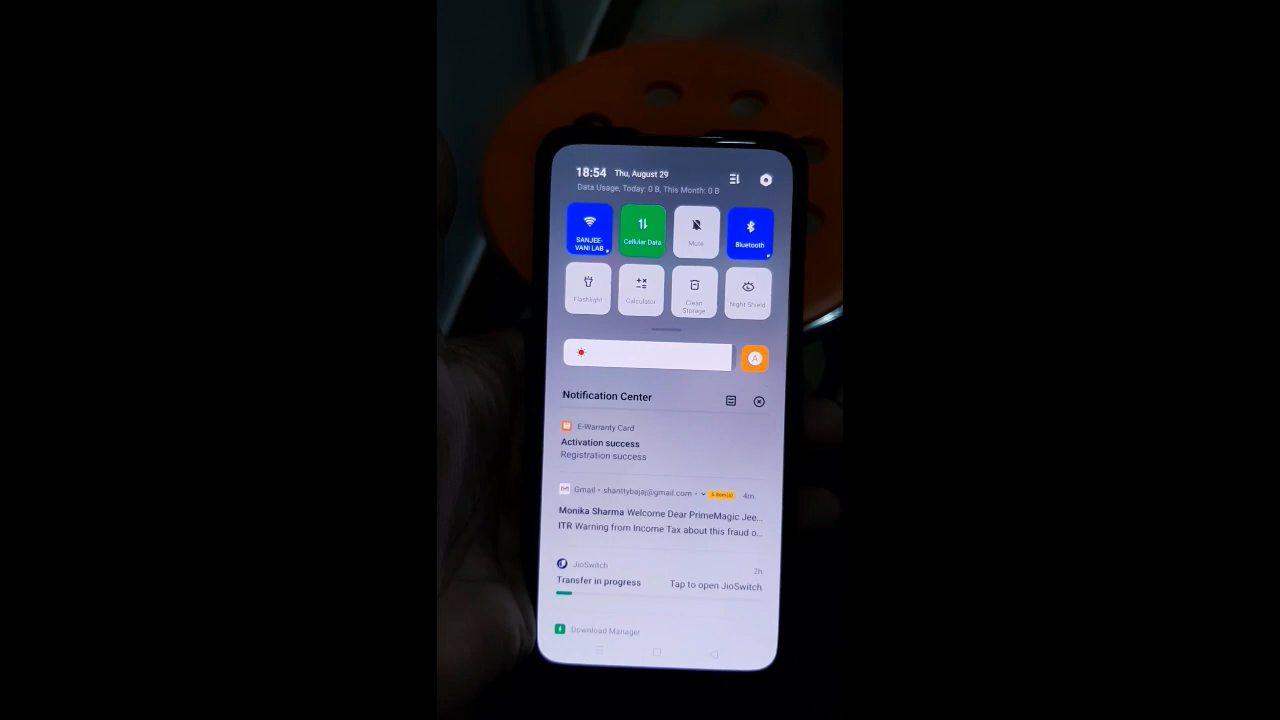 18:54 Thu, August 29
Data Usage, Today: 0 B, This Month: 0 B
SANJEE-
VANI LAB
Cellular Data
Mute
Bluetooth
Flashlight
Calculator
Clean
Storage
Night Shield
A
Notification Center
E-Warranty Card
Activation success
Registration success
Gmail • shanttybajaj@gmail.com • 4m
Monika Sharma Welcome Dear PrimeMagic Jee...
ITR Warning from Income Tax about this fraud o...
JioSwitch 2h
Transfer in progress Tap to open JioSwitch
Download Manager